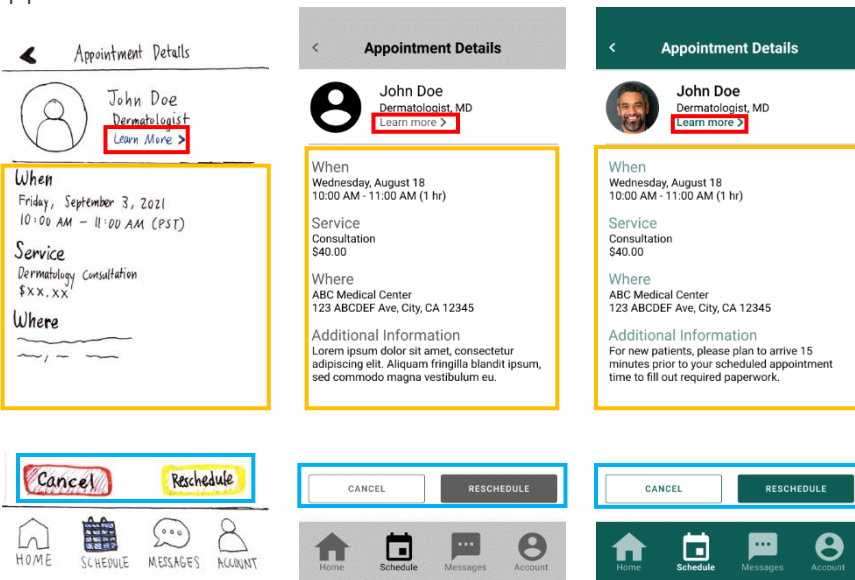 Appointment Details
John Doe
Dermatologist
Learn More >
When
Friday, September 3, 2021
10:00 AM – 11:00 AM (PST)
Service
Dermatology Consultation
$xx.xx
Where
Cancel
Reschedule
HOME
SCHEDULE
MESSAGES
ACCOUNT
Appointment Details
John Doe
Dermatologist, MD
Learn more >
When
Wednesday, August 18
10:00 AM - 11:00 AM (1 hr)
Service
Consultation
$40.00
Where
ABC Medical Center
123 ABCDEF Ave, City, CA 12345
Additional Information
Lorem ipsum dolor sit amet, consectetur
adipiscing elit. Aliquam fringilla blandit ipsum,
sed commodo magna vestibulum eu.
CANCEL
RESCHEDULE
Home
Schedule
Messages
Account
Appointment Details
John Doe
Dermatologist, MD
Learn more >
When
Wednesday, August 18
10:00 AM - 11:00 AM (1 hr)
Service
Consultation
$40.00
Where
ABC Medical Center
123 ABCDEF Ave, City, CA 12345
Additional Information
For new patients, please plan to arrive 15
minutes prior to your scheduled appointment
time to fill out required paperwork.
CANCEL
RESCHEDULE
Home
Schedule
Messages
Account